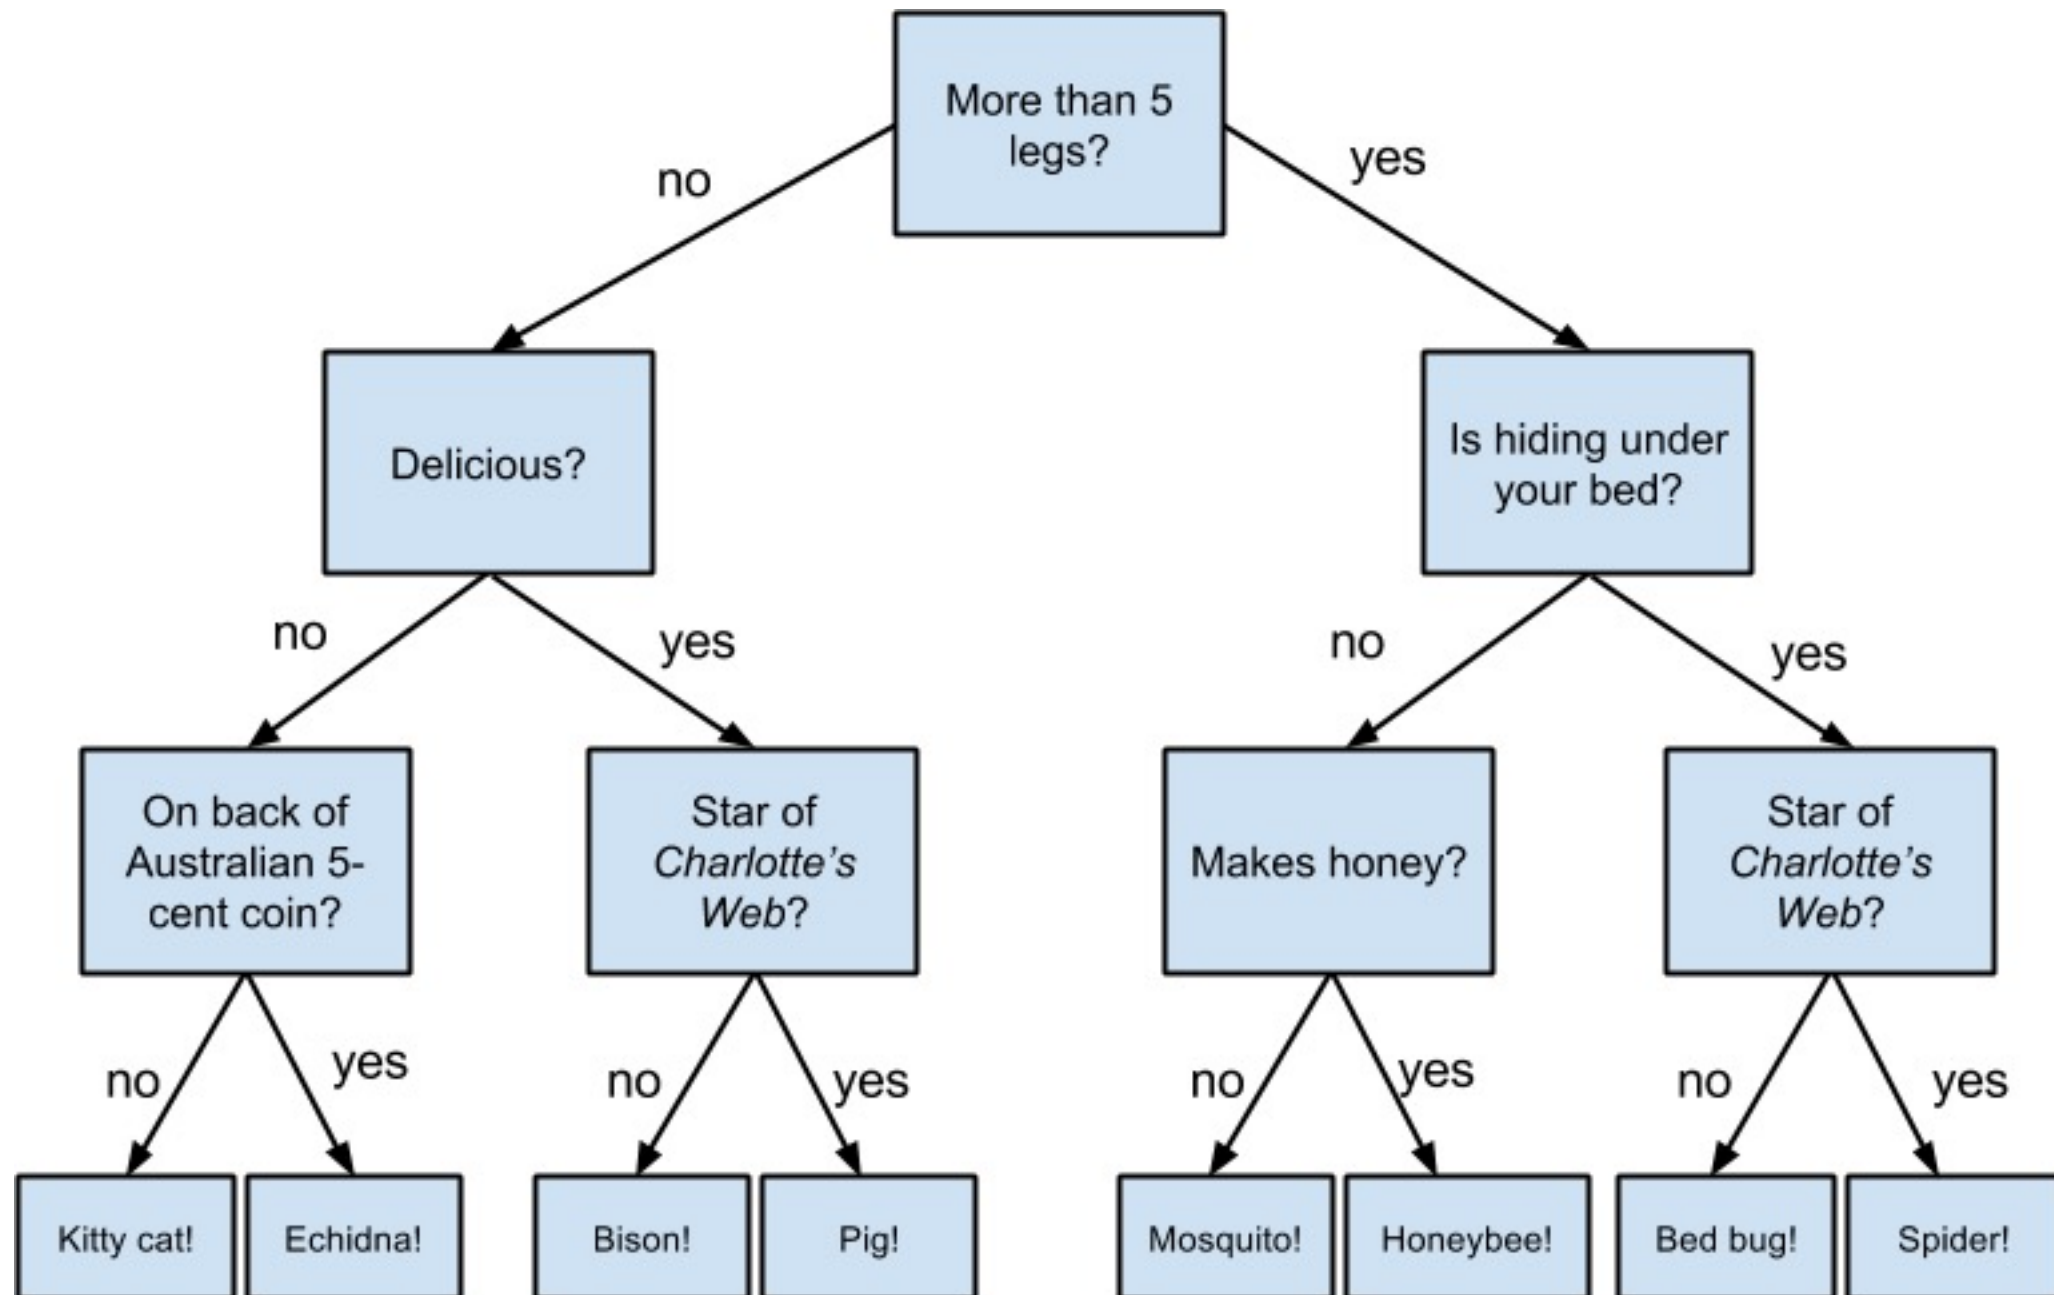 More than 5
legs?
no
yes
Delicious?
Is hiding under
your bed?
no
yes
no
yes
On back of
Australian 5-
cent coin?
Star of
Charlotte's
Web?
Makes honey?
Star of
Charlotte's
Web?
no
yes
no
yes
no
yes
no
yes
Kitty cat!
Echidna!
Bison!
Pig!
Mosquito!
Honeybee!
Bed bug!
Spider!